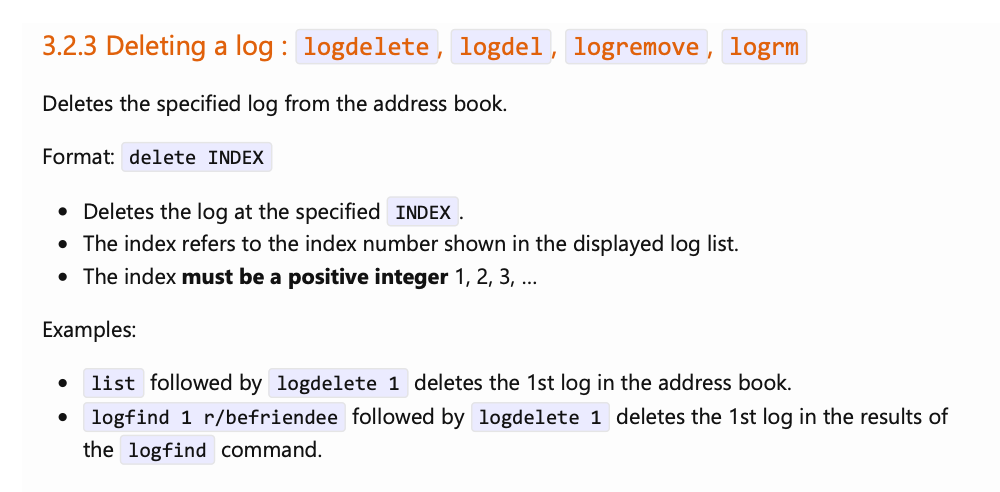 3.2.3 Deleting a log : logdelete, logdel, logremove, logrm
Deletes the specified log from the address book.
Format: delete INDEX
• Deletes the log at the specified INDEX.
• The index refers to the index number shown in the displayed log list.
• The index must be a positive integer 1, 2, 3, …
Examples:
• list followed by logdelete 1 deletes the 1st log in the address book.
• logfind 1 r/befriendee followed by logdelete 1 deletes the 1st log in the results of
the logfind command.